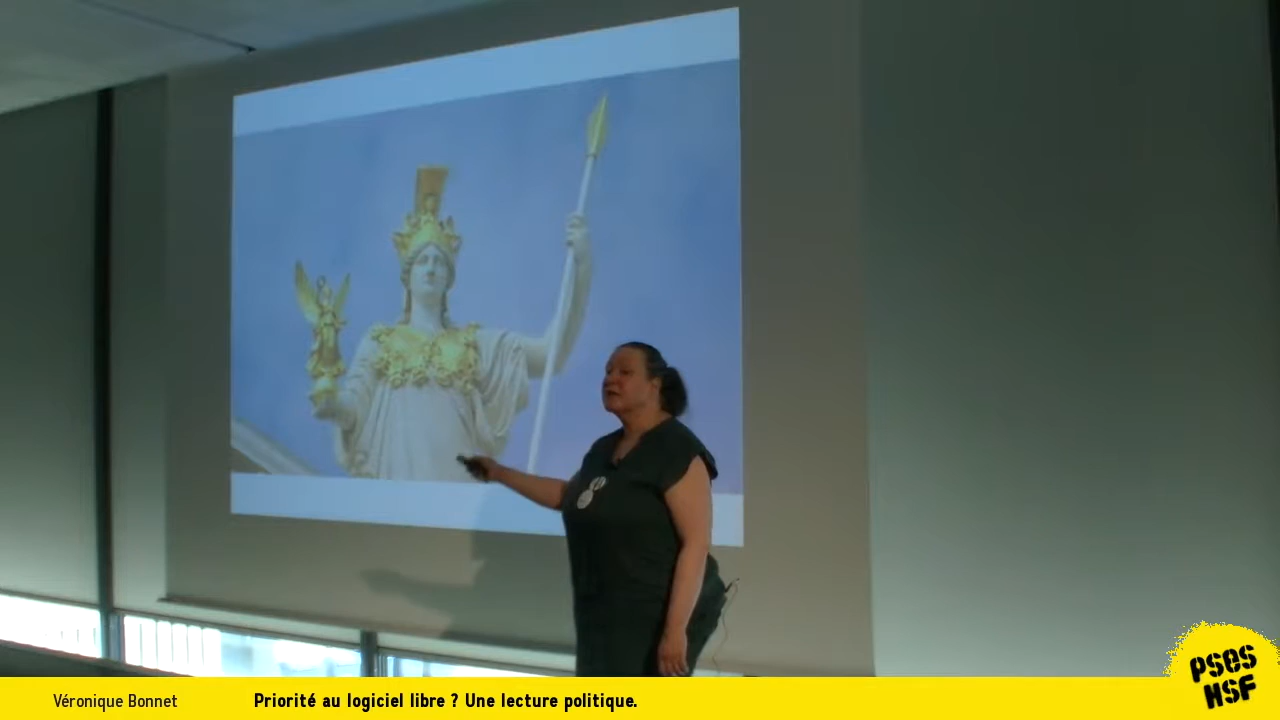 Véronique Bonnet
Priorité au logiciel libre ? Une lecture politique.
PSES
HSF